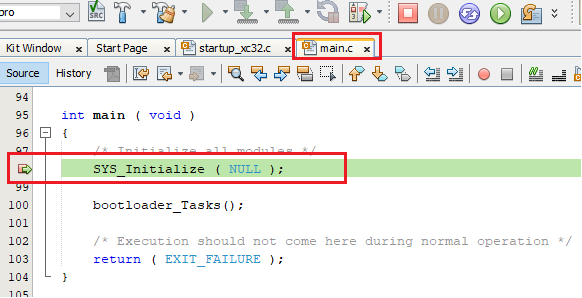 pro
SRC
Kit Window
Start Page
startup_xc32.c
main.c
Source
History
94
95 int main ( void )
96 {
97 /* Initialize all modules */
SYS_Initialize ( NULL );
99
100 bootloader_Tasks();
101
102 /* Execution should not come here during normal operation */
103 return ( EXIT_FAILURE );
104 }
105